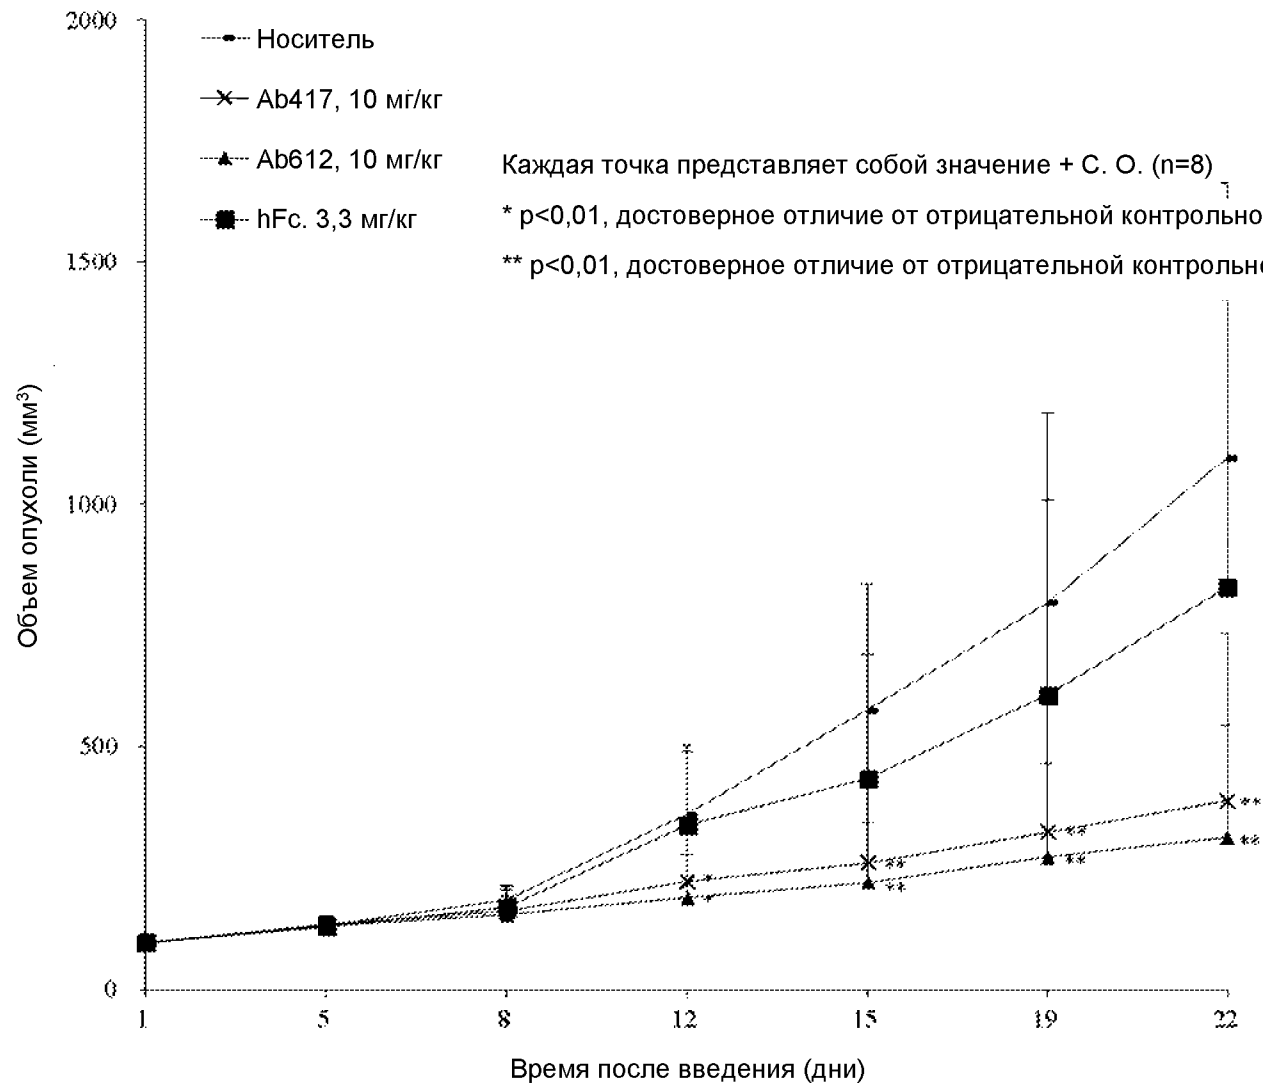 2000
Носитель
Ab417, 10 мг/кг
Ab612, 10 мг/кг
hFc. 3,3 мг/кг
Каждая точка представляет собой значение + С. О. (n=8)
* p<0,01, достоверное отличие от отрицательной контрольно
** p<0,01, достоверное отличие от отрицательной контрольно
1500
1000
500
0
Объем опухоли (мм³)
* ** ** **
* ** ** **
1 5 8 12 15 19 22
Время после введения (дни)